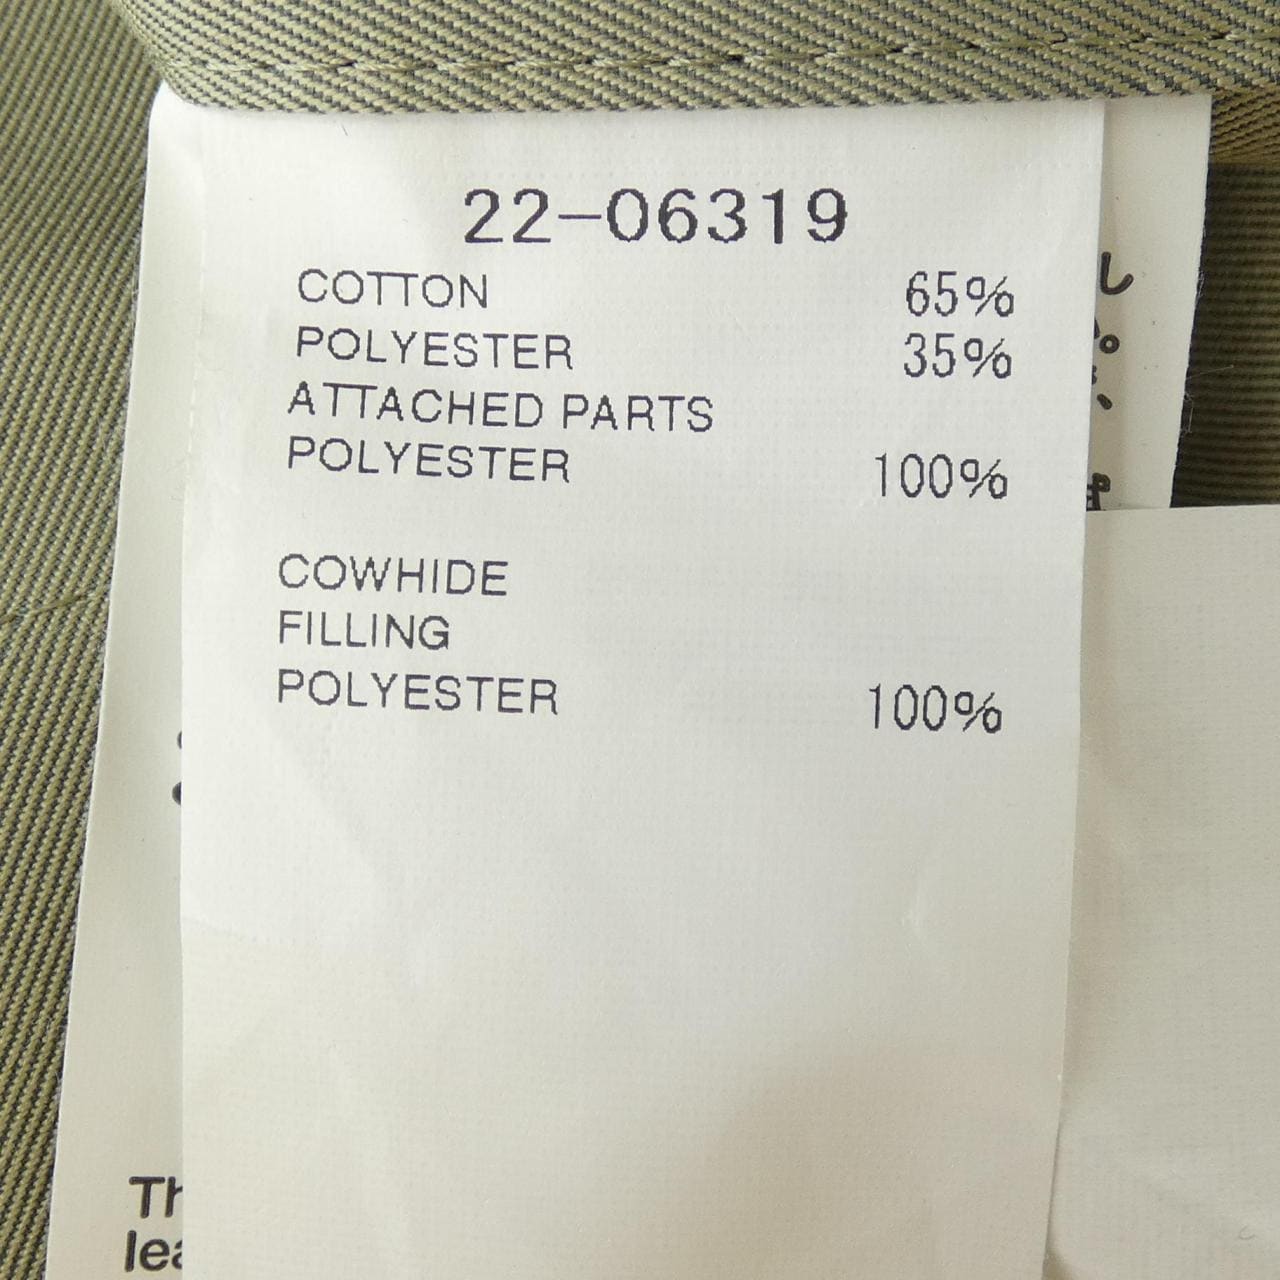 22-06319
COTTON 65%
POLYESTER 35%
ATTACHED PARTS
POLYESTER 100%
COWHIDE
FILLING
POLYESTER 100%